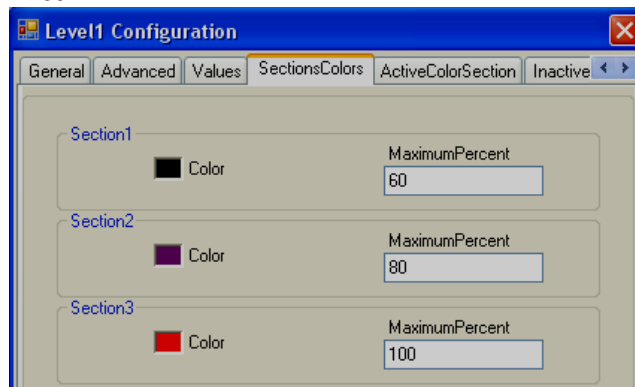 Level1 Configuration
General Advanced Values SectionsColors ActiveColorSection Inactive
Section1
Color
MaximumPercent
60
Section2
Color
MaximumPercent
80
Section3
Color
MaximumPercent
100